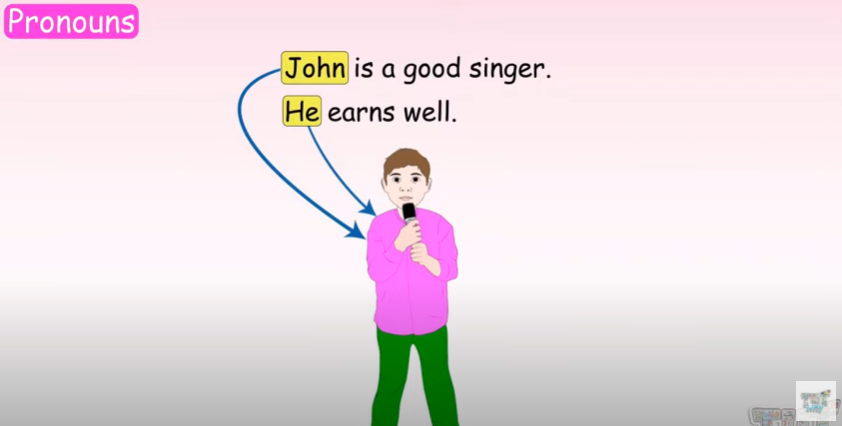 Pronouns
John is a good singer.
He earns well.